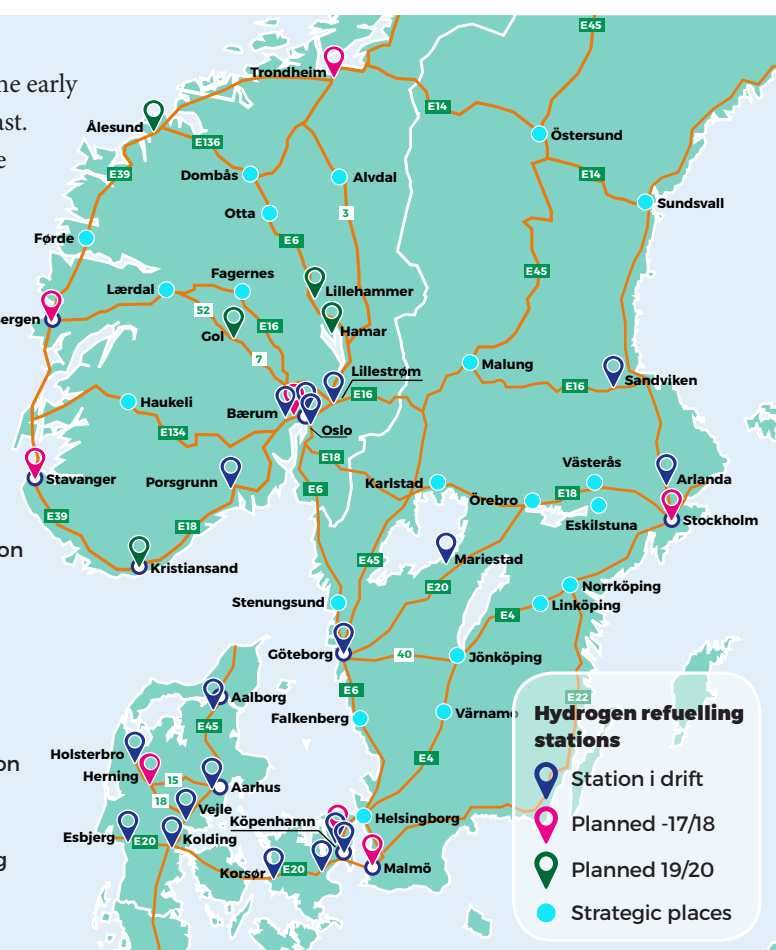 E45
ne early
Trondheim
ast.
E14
Ålesund
Östersund
E136
e
E39
E14
Dombås
Alvdal
Sundsvall
Otta
3
Førde
E6
E45
Fagernes
Lærdal
Lillehammer
52
ergen
E16
Hamar
Gol
7
Malung
Lillestrøm
Sandviken
E16
E16
Haukeli
Bærum
Oslo
E134
E18
Västerås
Stavanger
Porsgrunn
Karlstad
E6
Arlanda
E18
Örebro
E39
E18
Stockholm
Eskilstuna
on
Mariestad
E45
Kristiansand
E20
Norrköping
Stenungsund
Linköping
E4
Göteborg
40
Jönköping
E6
E22
Aalborg
Falkenberg
Värnamo
Hydrogen refuelling
stations
E45
Holsterbro
E4
on
Herning
15
Station i drift
Aarhus
18
Vejle
Helsingborg
Köpenhamn
Planned -17/18
Esbjerg
E20
Kolding
g
Korsør
E20
Malmö
Planned 19/20
Strategic places